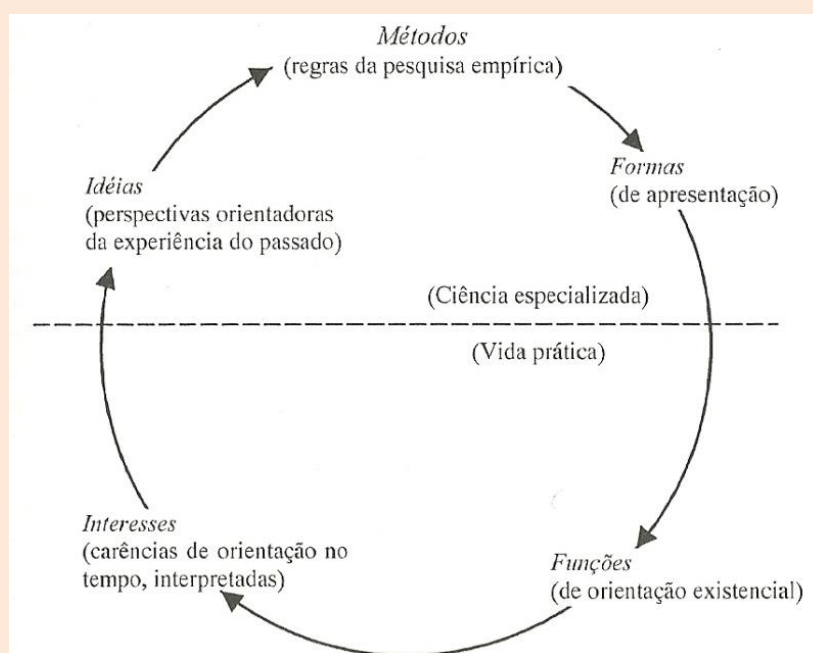 Métodos
(regras da pesquisa empírica)
Formas
(de apresentação)
Idéias
(perspectivas orientadoras
da experiência do passado)
(Ciência especializada)
(Vida prática)
Interesses
(carências de orientação no
tempo, interpretadas)
Funções
(de orientação existencial)